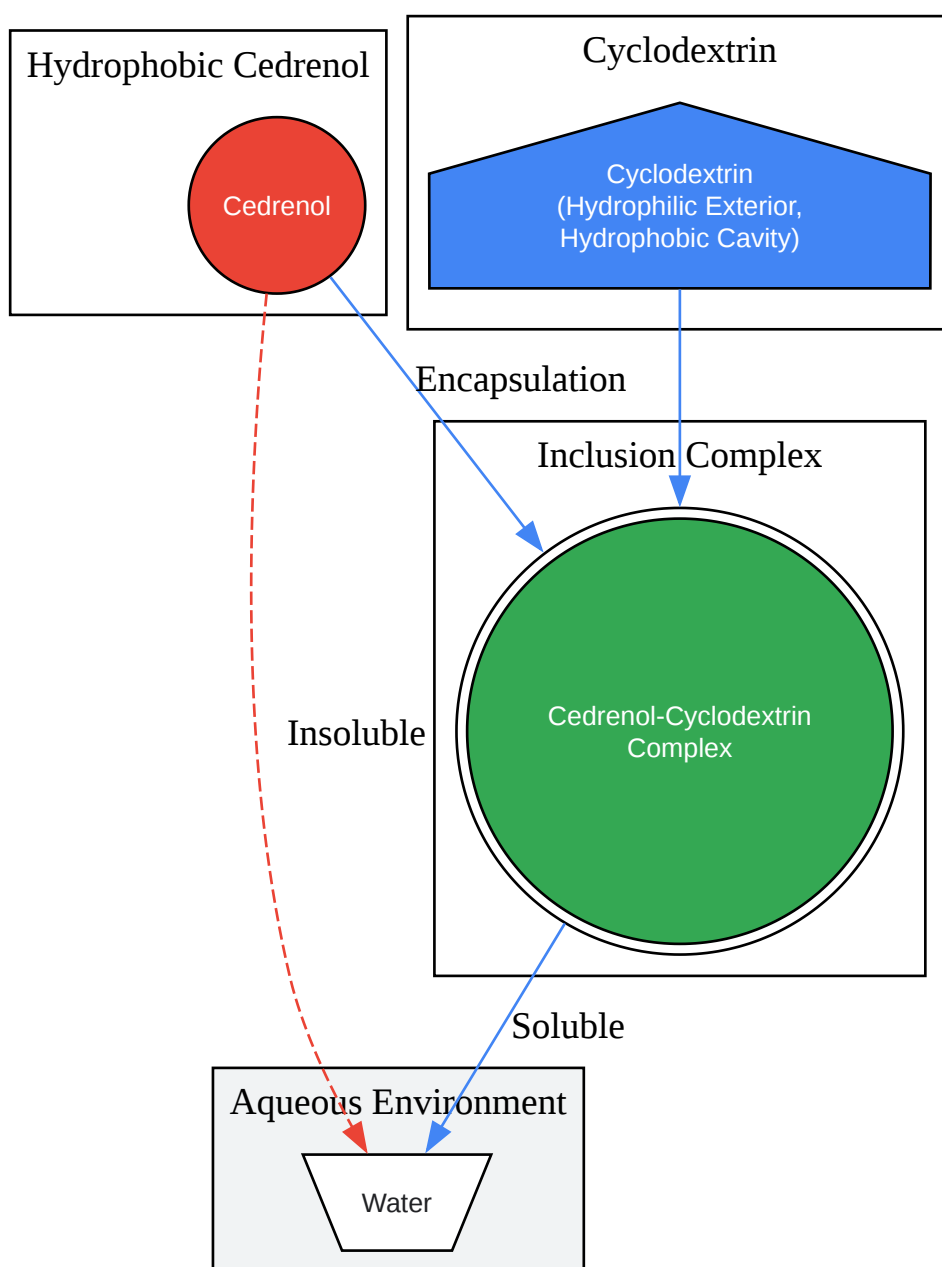 Hydrophobic Cedrenol
Cedrenol
Cyclodextrin
Cyclodextrin
(Hydrophilic Exterior,
Hydrophobic Cavity)
Encapsulation
Inclusion Complex
Cedrenol-Cyclodextrin
Complex
Insoluble
Soluble
Aqueous Environment
Water